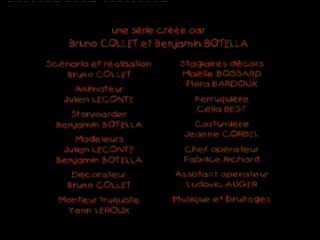 une série créée par
Bruno COLLET et Benjamin BOTELLA
Scénario et réalisation
Bruno COLLET
Animateur
Julien LECONTE
Storyboarder
Benjamin BOTELLA
Modeleurs
Julien LECONTE
Benjamin BOTELLA
Décorateur
Bruno COLLET
Monteur truquiste
Yann LEROUX
Stagiaires décors
Maëlle BOSSARD
Flora BARDOUX
Perruquière
Célia BEST
Costumière
Jeanne CORBEL
Chef opérateur
Fabrice Richard
Assistant opérateur
Ludovic AUGER
Musique et bruitages